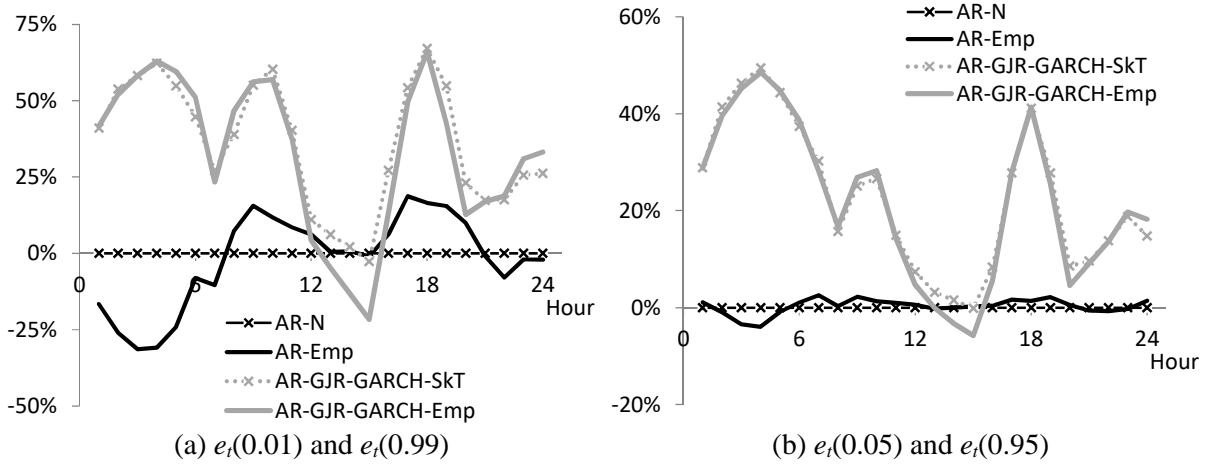 75%
50%
25%
0%
-25%
-50%
0
6
12
18
24
Hour
AR-N
AR-Emp
AR-GJR-GARCH-SkT
AR-GJR-GARCH-Emp
(a) et(0.01) and et(0.99)
60%
40%
20%
0%
-20%
0
6
12
18
24
Hour
AR-N
AR-Emp
AR-GJR-GARCH-SkT
AR-GJR-GARCH-Emp
(b) et(0.05) and et(0.95)